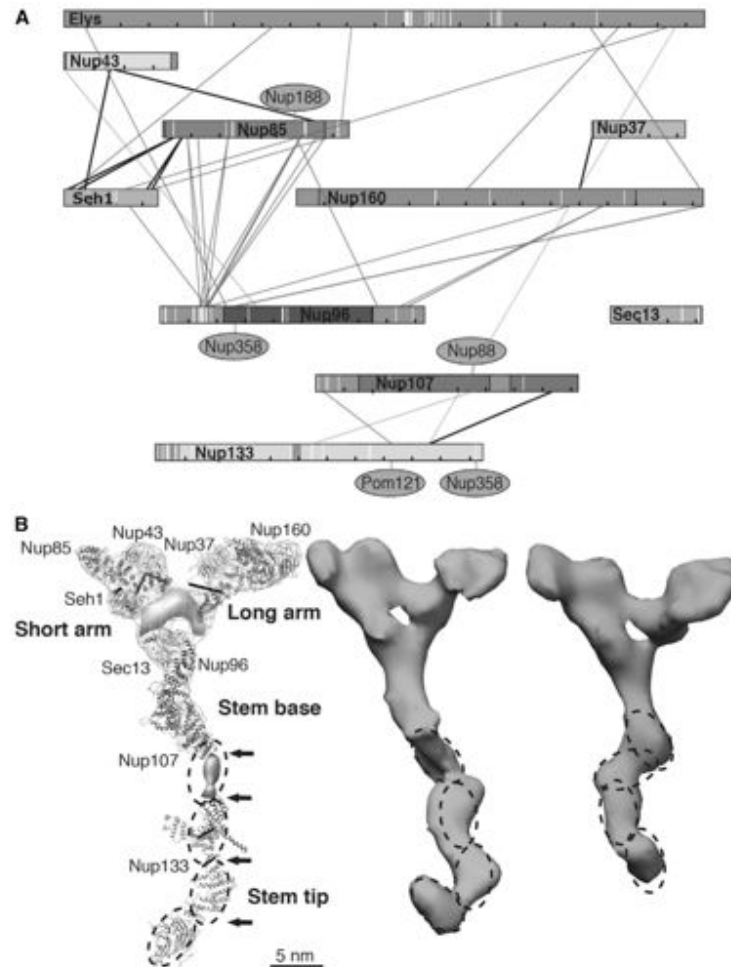 A
Elys
Nup43
Nup188
Nup85
Nup37
Seh1
Nup160
Nup96
Sec13
Nup358
Nup88
Nup107
Nup133
Pom121
Nup358
B
Nup85
Nup43
Nup37
Nup160
Seh1
Short arm
Long arm
Sec13
Nup96
Stem base
Nup107
Nup133
Stem tip
5 nm